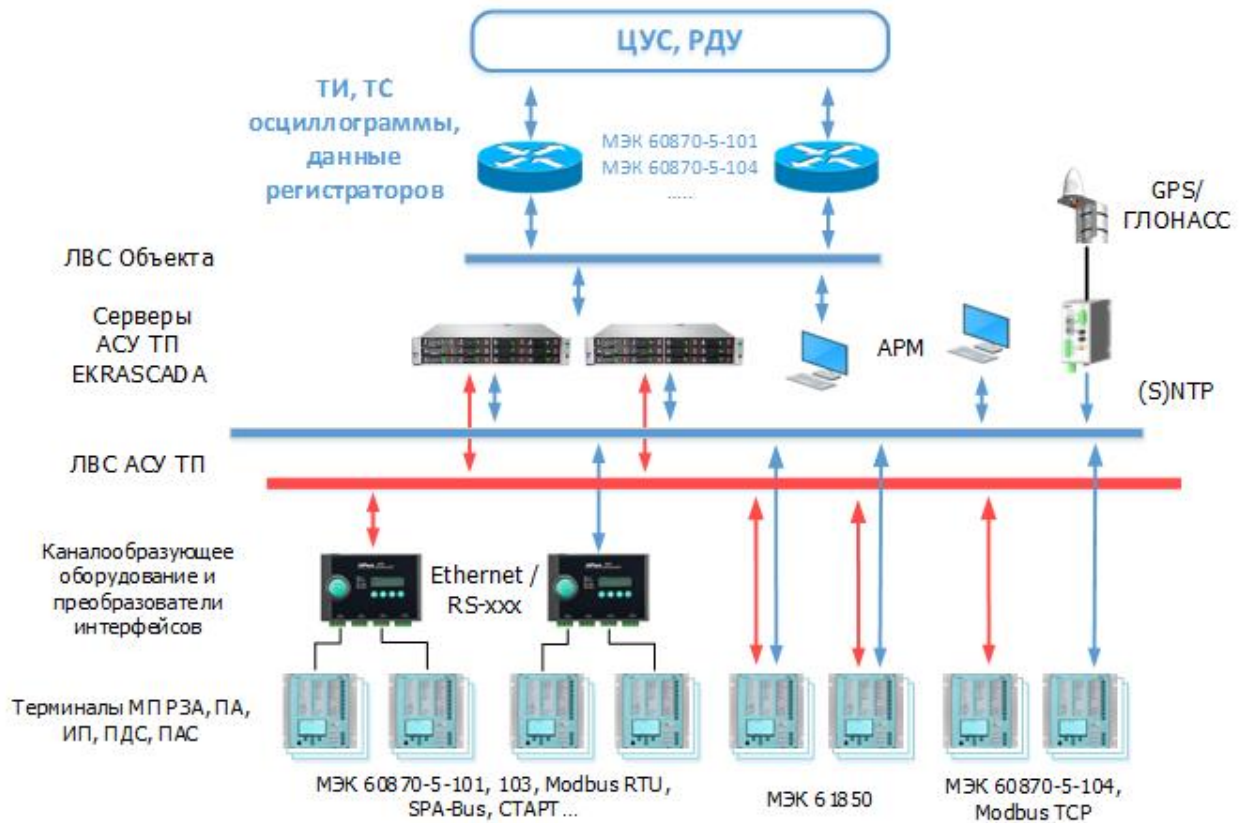 ЦУС, РДУ
ТИ, ТС
осциллограммы,
данные
регистраторов
МЭК 60870-5-101
МЭК 60870-5-104
.....
GPS/
ГЛОНАСС
ЛВС Объекта
Серверы
АСУ ТП
EKRASCADA
АРМ
(S)NTP
ЛВС АСУ ТП
Каналообразующее
оборудование и
преобразователи
интерфейсов
Ethernet /
RS-xxx
Терминалы МП РЗА, ПА,
ИП, ПДС, ПАС
МЭК 60870-5-101, 103, Modbus RTU,
SPA-Bus, СТАРТ...
МЭК 61850
МЭК 60870-5-104,
Modbus TCP